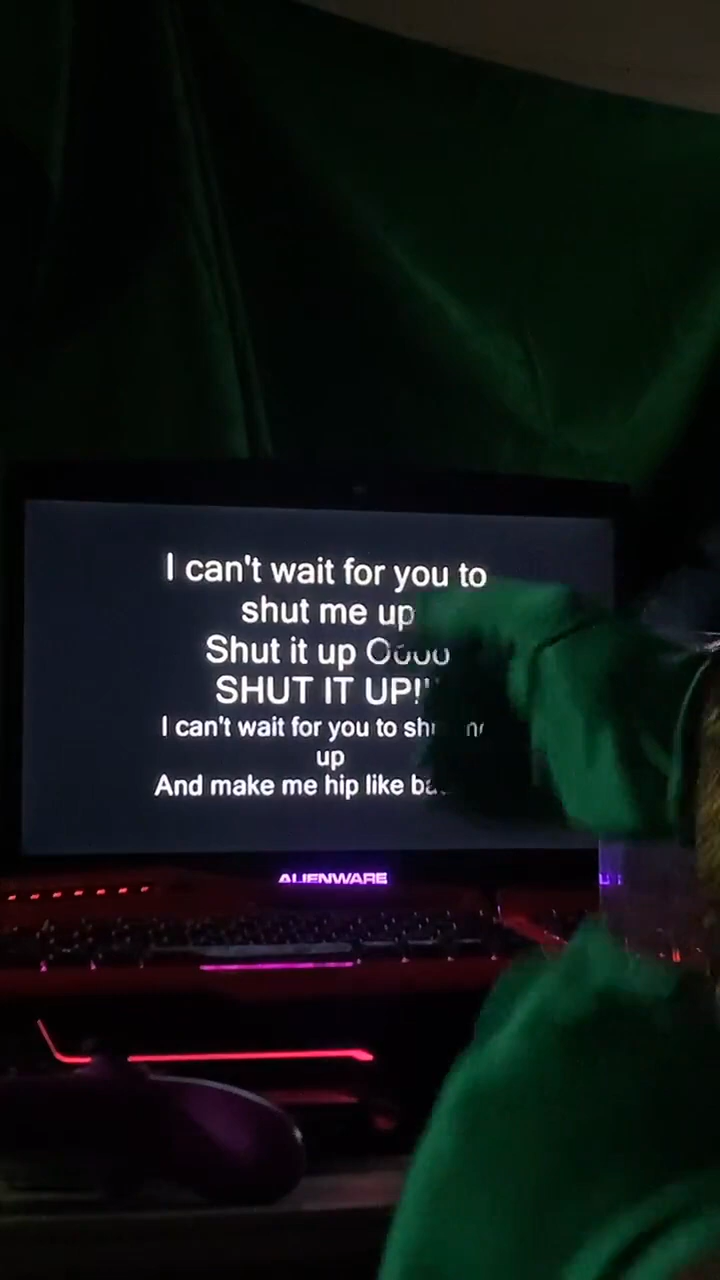 I can't wait for you to
shut me up
Shut it up Oooo
SHUT IT UP!
I can't wait for you to
up
And make me hip like
ALIENWARE